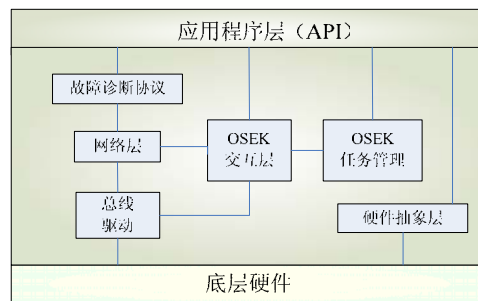 应用程序层（API）
故障诊断协议
网络层
OSEK
交互层
OSEK
任务管理
总线
驱动
硬件抽象层
底层硬件